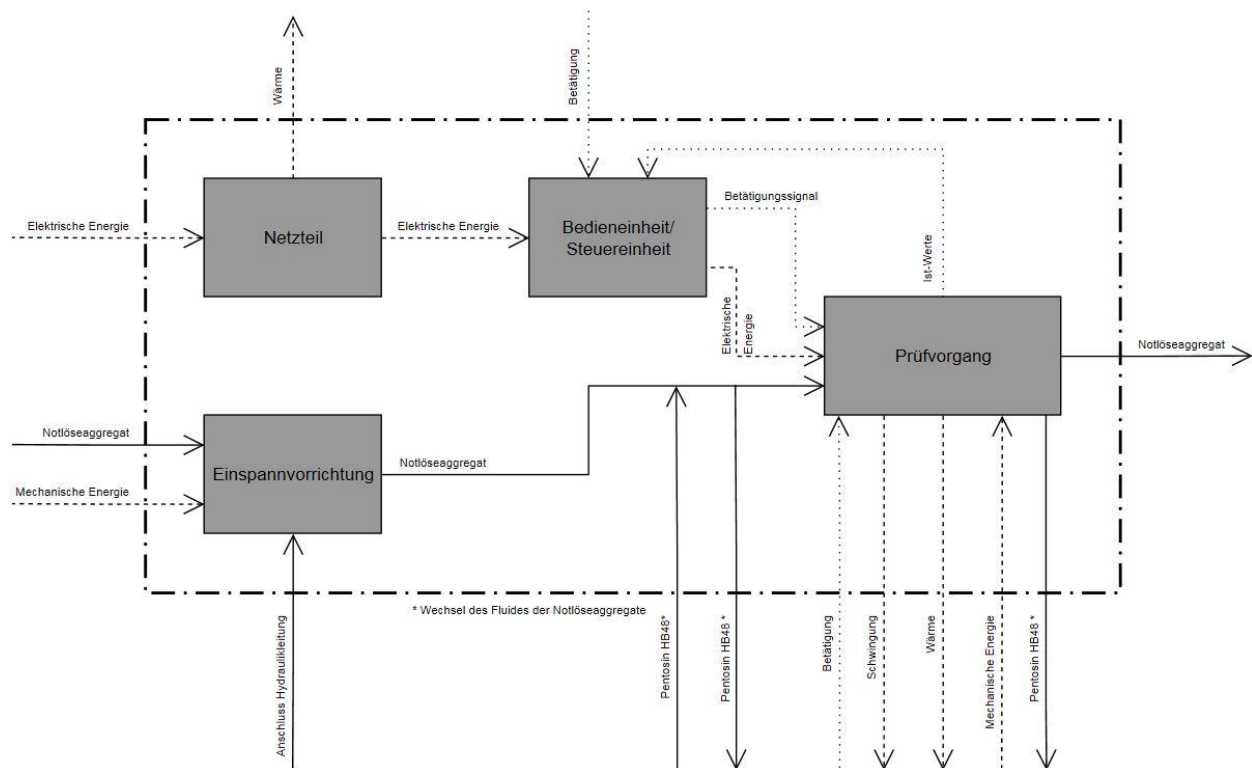 Wärme
Betätigung
Elektrische Energie
Netzteil
Elektrische Energie
Bedieneinheit/
Steuereinheit
Betätigungssignal
Ist-Werte
Elektrische
Energie
Prüfvorgang
Notlöseaggregat
Notlöseaggregat
Mechanische Energie
Einspannvorrichtung
Notlöseaggregat
* Wechsel des Fluides der Notlöseaggregate
Anschluss Hydraulikleitung
Pentosin HB48*
Pentosin HB48 *
Betätigung
Schwingung
Wärme
Mechanische Energie
Pentosin HB48 *